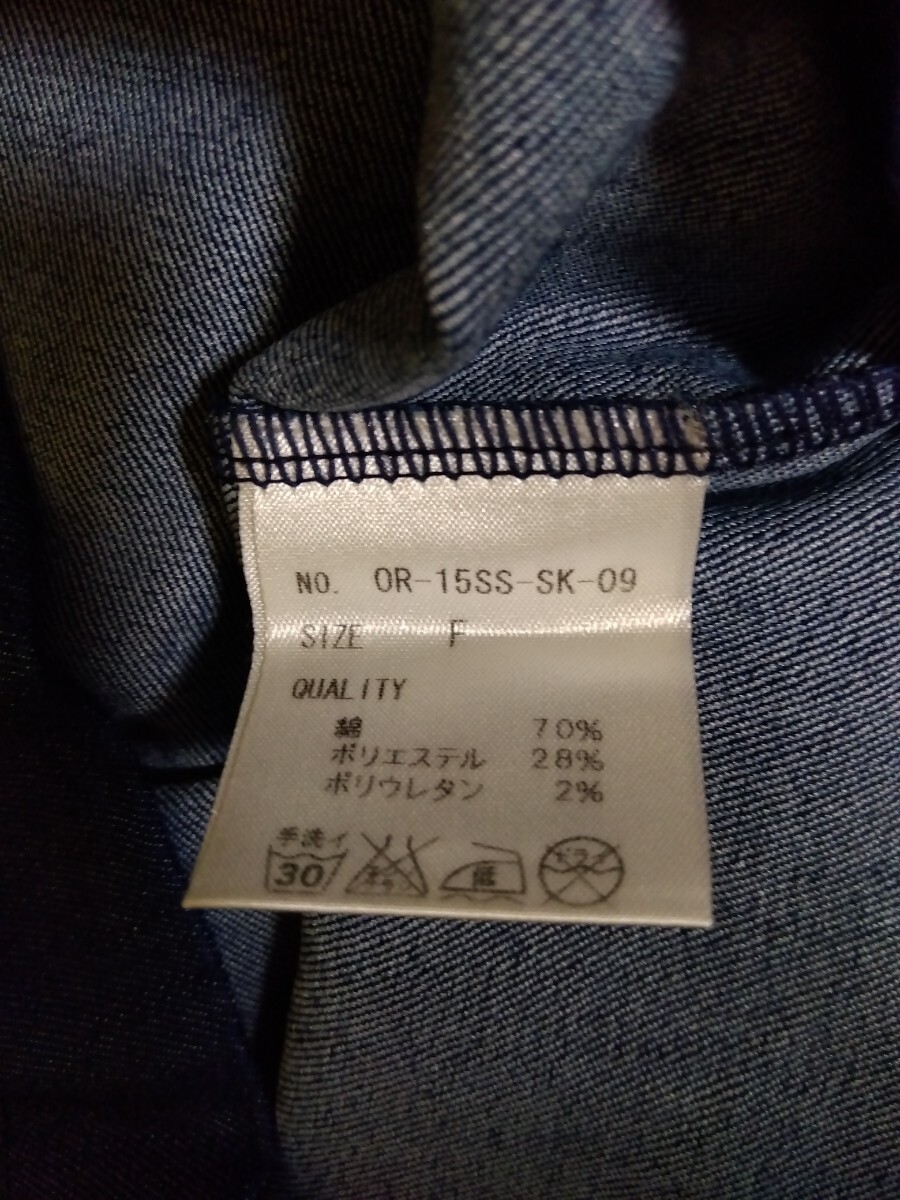 NO. OR-15SS-SK-09
SIZE F
QUALITY
綿 70%
ポリエステル 28%
ポリウレタン 2%
手洗イ
30 低